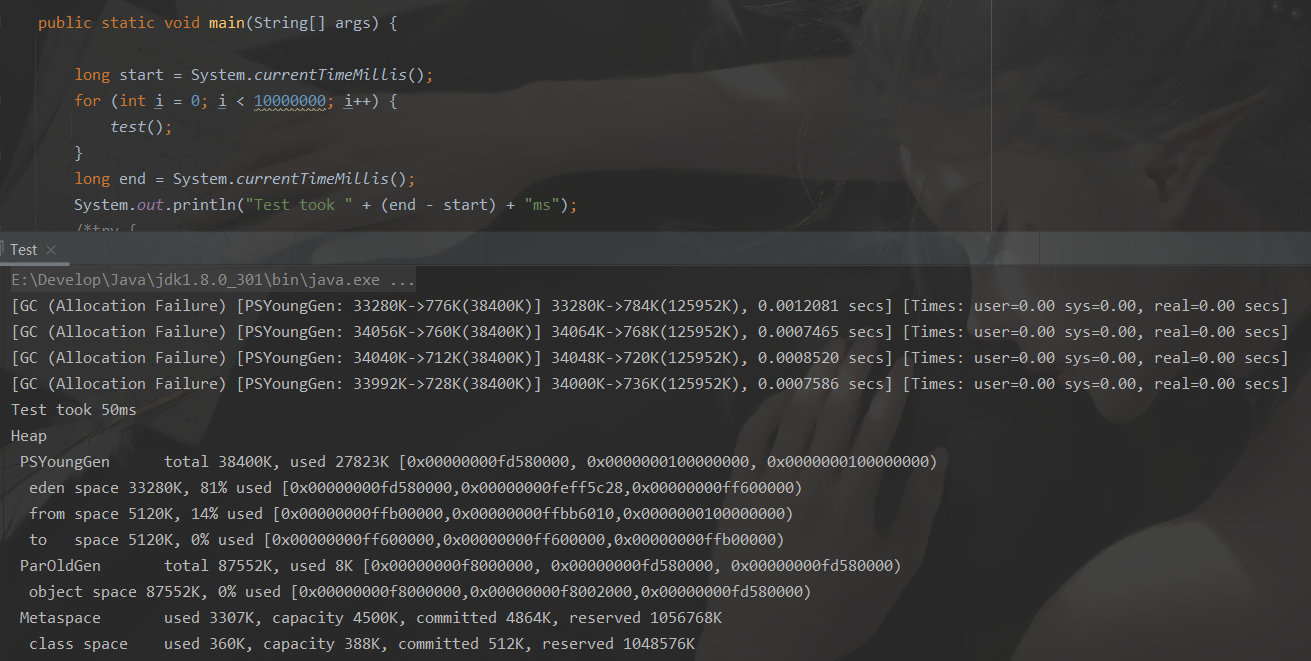 public static void main(String[] args) {
long start = System.currentTimeMillis();
for (int i = 0; i < 10000000; i++) {
test();
}
long end = System.currentTimeMillis();
System.out.println("Test took " + (end - start) + "ms");
/*try {
Test ×
E:\Develop\Java\jdk1.8.0_301\bin\java.exe ...
[GC (Allocation Failure) [PSYoungGen: 33280K->776K(38400K)] 33280K->784K(125952K), 0.0012081 secs] [Times: user=0.00 sys=0.00, real=0.00 secs]
[GC (Allocation Failure) [PSYoungGen: 34056K->760K(38400K)] 34064K->768K(125952K), 0.0007465 secs] [Times: user=0.00 sys=0.00, real=0.00 secs]
[GC (Allocation Failure) [PSYoungGen: 34040K->712K(38400K)] 34048K->720K(125952K), 0.0008520 secs] [Times: user=0.00 sys=0.00, real=0.00 secs]
[GC (Allocation Failure) [PSYoungGen: 33992K->728K(38400K)] 34000K->736K(125952K), 0.0007586 secs] [Times: user=0.00 sys=0.00, real=0.00 secs]
Test took 50ms
Heap
PSYoungGen total 38400K, used 27823K [0x00000000fd580000, 0x0000000100000000, 0x0000000100000000)
eden space 33280K, 81% used [0x00000000fd580000,0x00000000feff5c28,0x00000000ff600000)
from space 5120K, 14% used [0x00000000ffb00000,0x00000000ffbb6010,0x0000000100000000)
to space 5120K, 0% used [0x00000000ff600000,0x00000000ff600000,0x00000000ffb00000)
ParOldGen total 87552K, used 8K [0x00000000f8000000, 0x00000000fd580000, 0x00000000fd580000)
object space 87552K, 0% used [0x00000000f8000000,0x00000000f8002000,0x00000000fd580000)
Metaspace used 3307K, capacity 4500K, committed 4864K, reserved 1056768K
class space used 360K, capacity 388K, committed 512K, reserved 1048576K